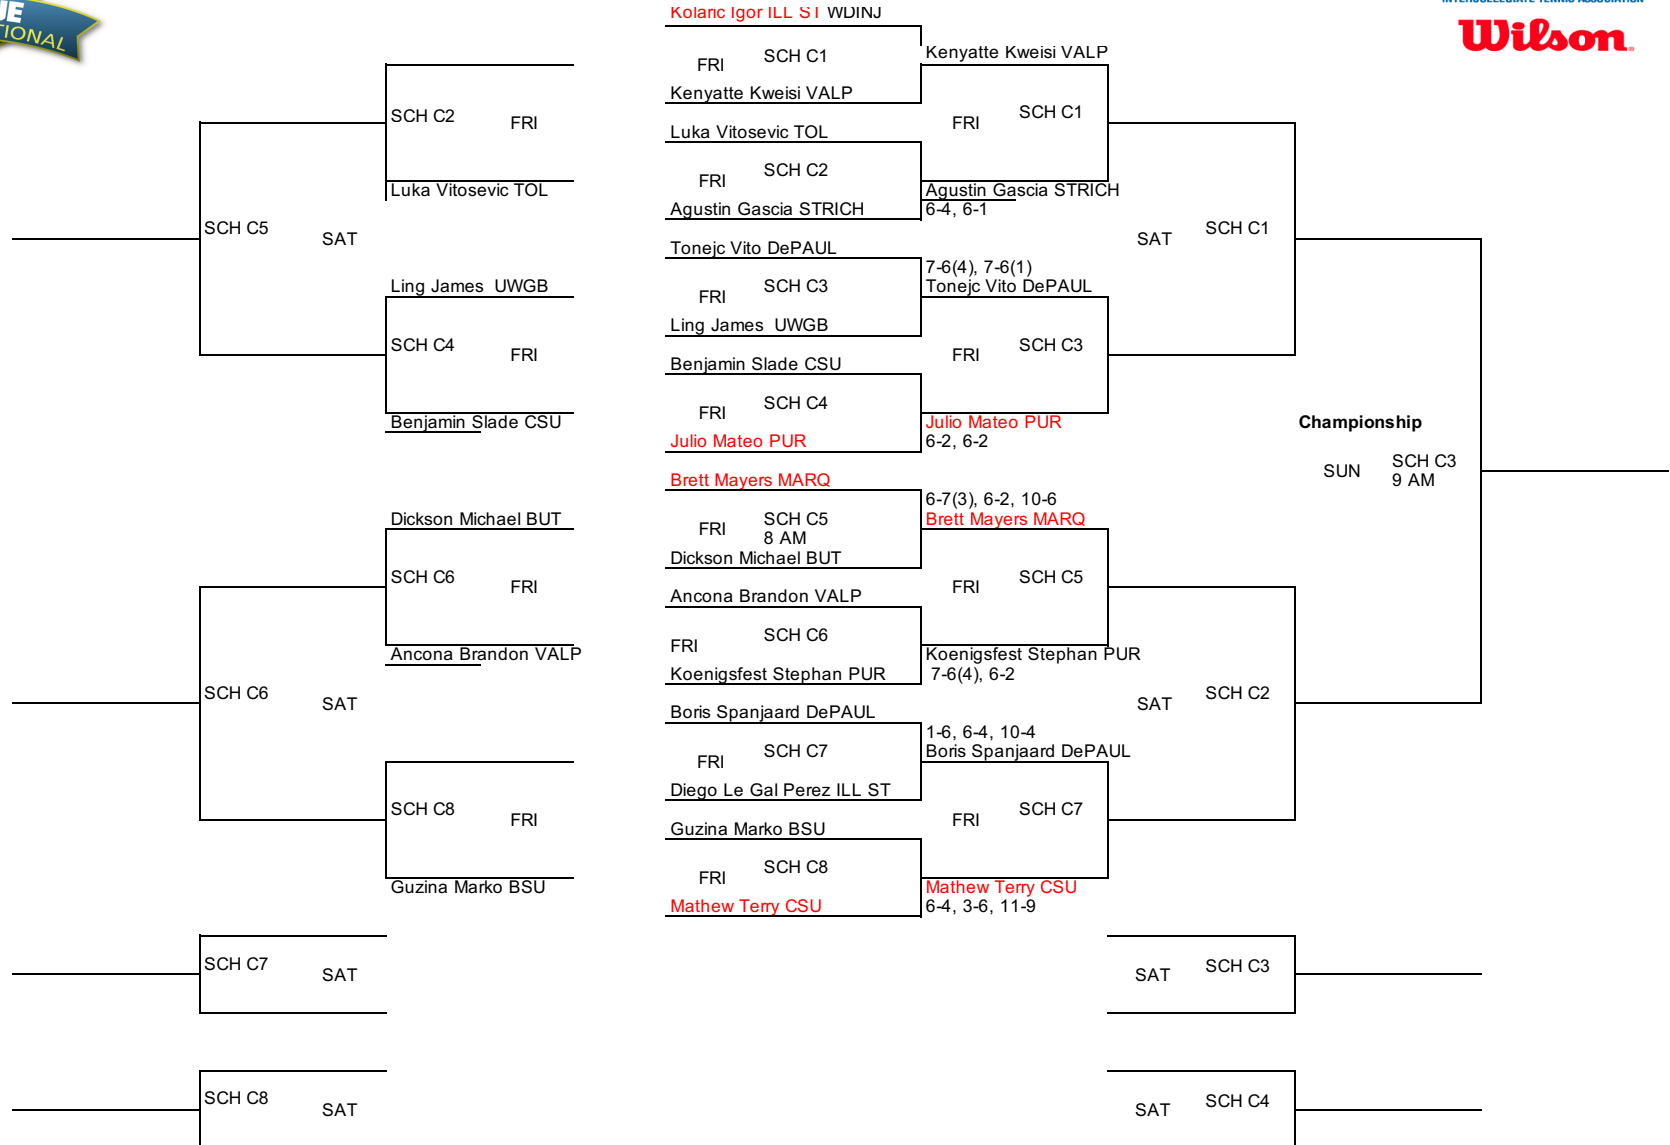 UE
TIONAL
INTERCOLLEGIATE TENNIS ASSOCIATION
Wilson
Kolaric Igor ILL ST WDINJ
SCH C1
FRI
Kenyatte Kweisi VALP
Luka Vitosevic TOL
SCH C2
FRI
Agustin Gascia STRICH
Tonejc Vito DePAUL
SCH C3
FRI
Ling James  UWGB
Benjamin Slade CSU
SCH C4
FRI
Julio Mateo PUR
Brett Mayers MARQ
SCH C5
FRI
8 AM
Dickson Michael BUT
Ancona Brandon VALP
SCH C6
FRI
Koenigsfest Stephan PUR
Boris Spanjaard DePAUL
SCH C7
FRI
Diego Le Gal Perez ILL ST
Guzina Marko BSU
SCH C8
FRI
Mathew Terry CSU
Kenyatte Kweisi VALP
SCH C1
FRI
Agustin Gascia STRICH
6-4, 6-1
7-6(4), 7-6(1)
Tonejc Vito DePAUL
SCH C3
FRI
Julio Mateo PUR
6-2, 6-2
6-7(3), 6-2, 10-6
Brett Mayers MARQ
SCH C5
FRI
Koenigsfest Stephan PUR
7-6(4), 6-2
1-6, 6-4, 10-4
Boris Spanjaard DePAUL
SCH C7
FRI
Mathew Terry CSU
6-4, 3-6, 11-9
SCH C1
SAT
SCH C2
SAT
Championship
SCH C3
SUN
9 AM
SCH C3
SAT
SCH C4
SAT
SCH C2
FRI
Luka Vitosevic TOL
Ling James  UWGB
SCH C4
FRI
Benjamin Slade CSU
Dickson Michael BUT
SCH C6
FRI
Ancona Brandon VALP
SCH C8
FRI
Guzina Marko BSU
SCH C5
SAT
SCH C6
SAT
SCH C7
SAT
SCH C8
SAT